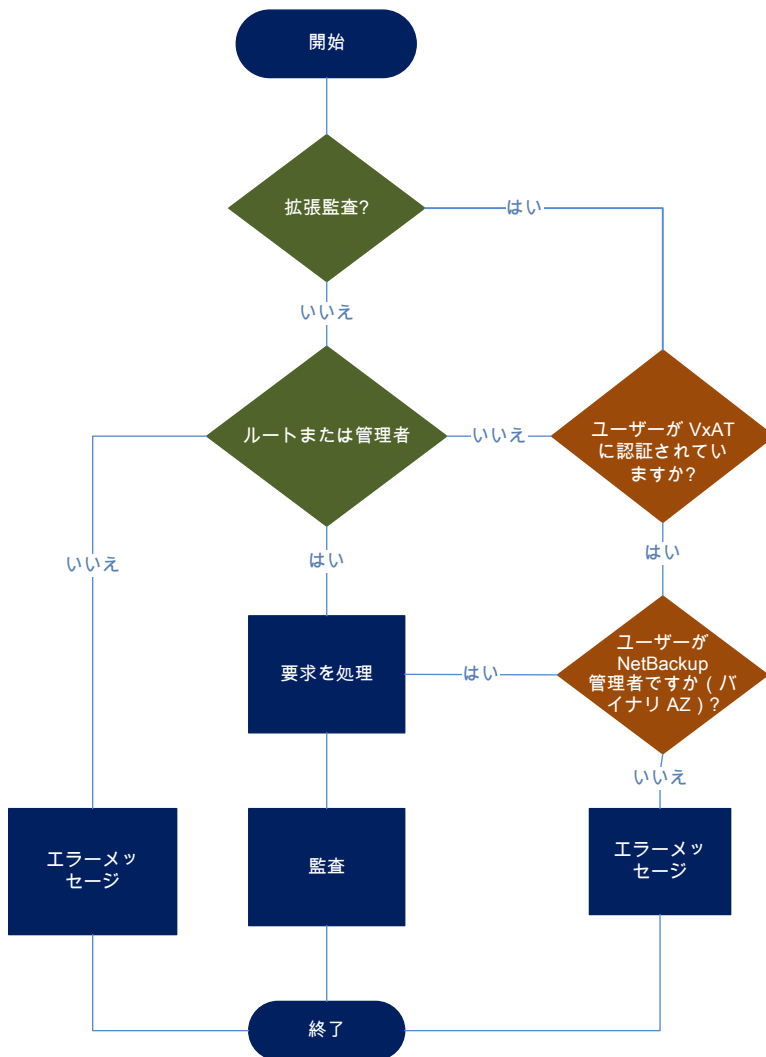 開始
拡張監査?
はい
いいえ
ルートまたは管理者
いいえ
ユーザーが VxAT
に認証されてい
ますか?
いいえ
はい
はい
要求を処理
はい
ユーザーが
NetBackup
管理者ですか ( バ
イナリ AZ ) ?
いいえ
エラーメッ
セージ
監査
エラーメッ
セージ
終了